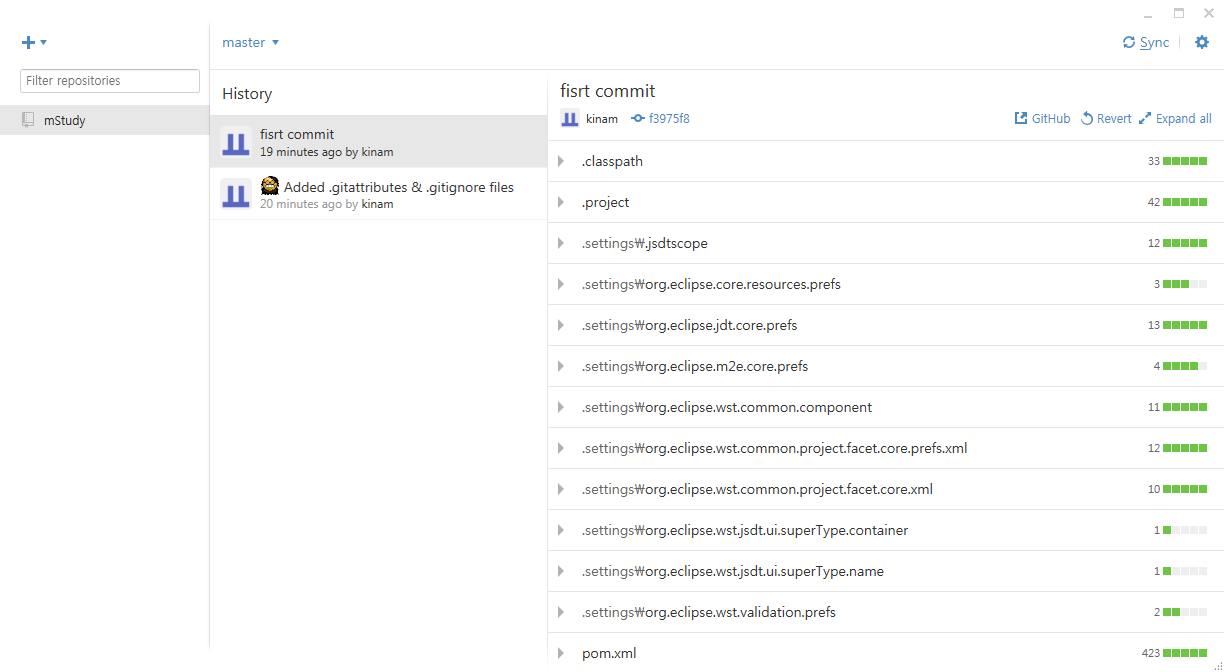 master
Sync
Filter repositories
mStudy
History
fisrt commit
19 minutes ago by kinam
Added .gitattributes & .gitignore files
20 minutes ago by kinam
fisrt commit
kinam f3975f8
GitHub Revert Expand all
.classpath 33
.project 42
.settings₩.jsdtscope 12
.settings₩org.eclipse.core.resources.prefs 3
.settings₩org.eclipse.jdt.core.prefs 13
.settings₩org.eclipse.m2e.core.prefs 4
.settings₩org.eclipse.wst.common.component 11
.settings₩org.eclipse.wst.common.project.facet.core.prefs.xml 12
.settings₩org.eclipse.wst.common.project.facet.core.xml 10
.settings₩org.eclipse.wst.jsdt.ui.superType.container 1
.settings₩org.eclipse.wst.jsdt.ui.superType.name 1
.settings₩org.eclipse.wst.validation.prefs 2
pom.xml 423